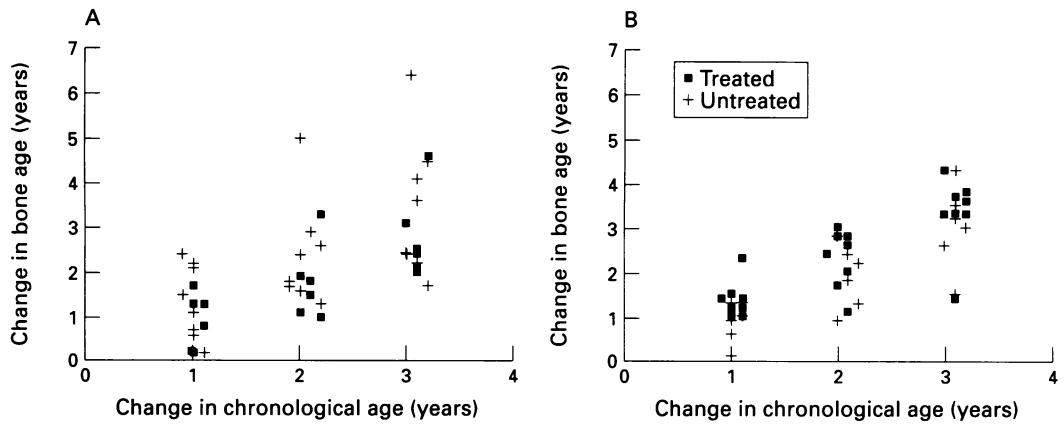 A
7
6
5
4
3
2
1
0
0 1 2 3 4
Change in bone age (years)
Change in chronological age (years)
B
7
6
5
4
3
2
1
0
0 1 2 3 4
Change in bone age (years)
Change in chronological age (years)
Treated
Untreated